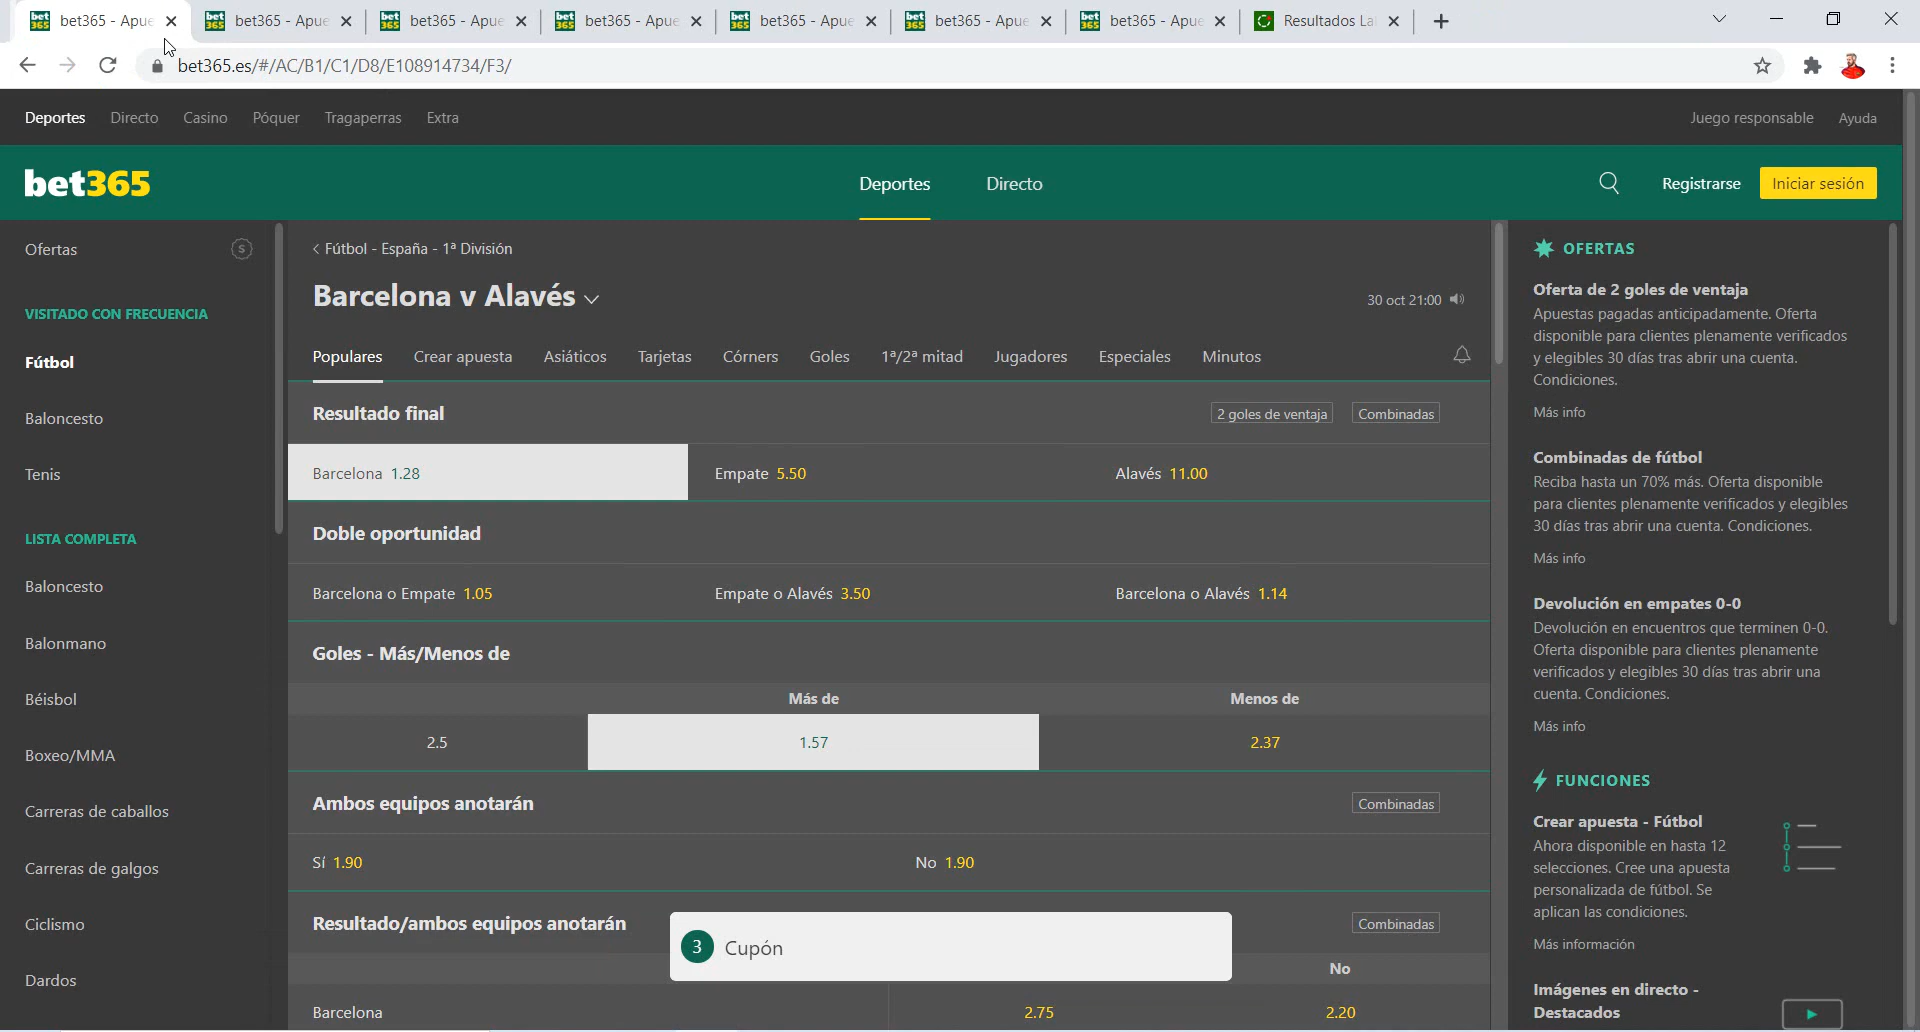 bet365 - Apue
bet365 - Apue
bet365 - Apue
bet365 - Apue
bet365 - Apue
bet365 - Apue
bet365 - Apue
Resultados La
bet365.es/#/AC/B1/C1/D8/E108914734/F3/
Deportes Directo Casino Póquer Tragaperras Extra
Juego responsable Ayuda
bet365
Deportes Directo
Registrarse Iniciar sesión
Ofertas S
VISITADO CON FRECUENCIA
Fútbol
Baloncesto
Tenis
LISTA COMPLETA
Baloncesto
Balonmano
Béisbol
Boxeo/MMA
Carreras de caballos
Carreras de galgos
Ciclismo
Dardos
< Fútbol - España - 1ª División
Barcelona v Alavés
30 oct 21:00
Populares Crear apuesta Asiáticos Tarjetas Córners Goles 1ª/2ª mitad Jugadores Especiales Minutos
Resultado final 2 goles de ventaja Combinadas
Barcelona 1.28 Empate 5.50 Alavés 11.00
Doble oportunidad
Barcelona o Empate 1.05 Empate o Alavés 3.50 Barcelona o Alavés 1.14
Goles - Más/Menos de
Más de Menos de
2.5 1.57 2.37
Ambos equipos anotarán Combinadas
Sí 1.90 No 1.90
Resultado/ambos equipos anotarán Combinadas
No
Barcelona 2.75 2.20
3 Cupón
OFERTAS
Oferta de 2 goles de ventaja
Apuestas pagadas anticipadamente. Oferta
disponible para clientes plenamente verificados
y elegibles 30 días tras abrir una cuenta.
Condiciones.
Más info
Combinadas de fútbol
Reciba hasta un 70% más. Oferta disponible
para clientes plenamente verificados y elegibles
30 días tras abrir una cuenta. Condiciones.
Más info
Devolución en empates 0-0
Devolución en encuentros que terminen 0-0.
Oferta disponible para clientes plenamente
verificados y elegibles 30 días tras abrir una
cuenta. Condiciones.
Más info
FUNCIONES
Crear apuesta - Fútbol
Ahora disponible en hasta 12
selecciones. Cree una apuesta
personalizada de fútbol. Se
aplican las condiciones.
Más información
Imágenes en directo -
Destacados